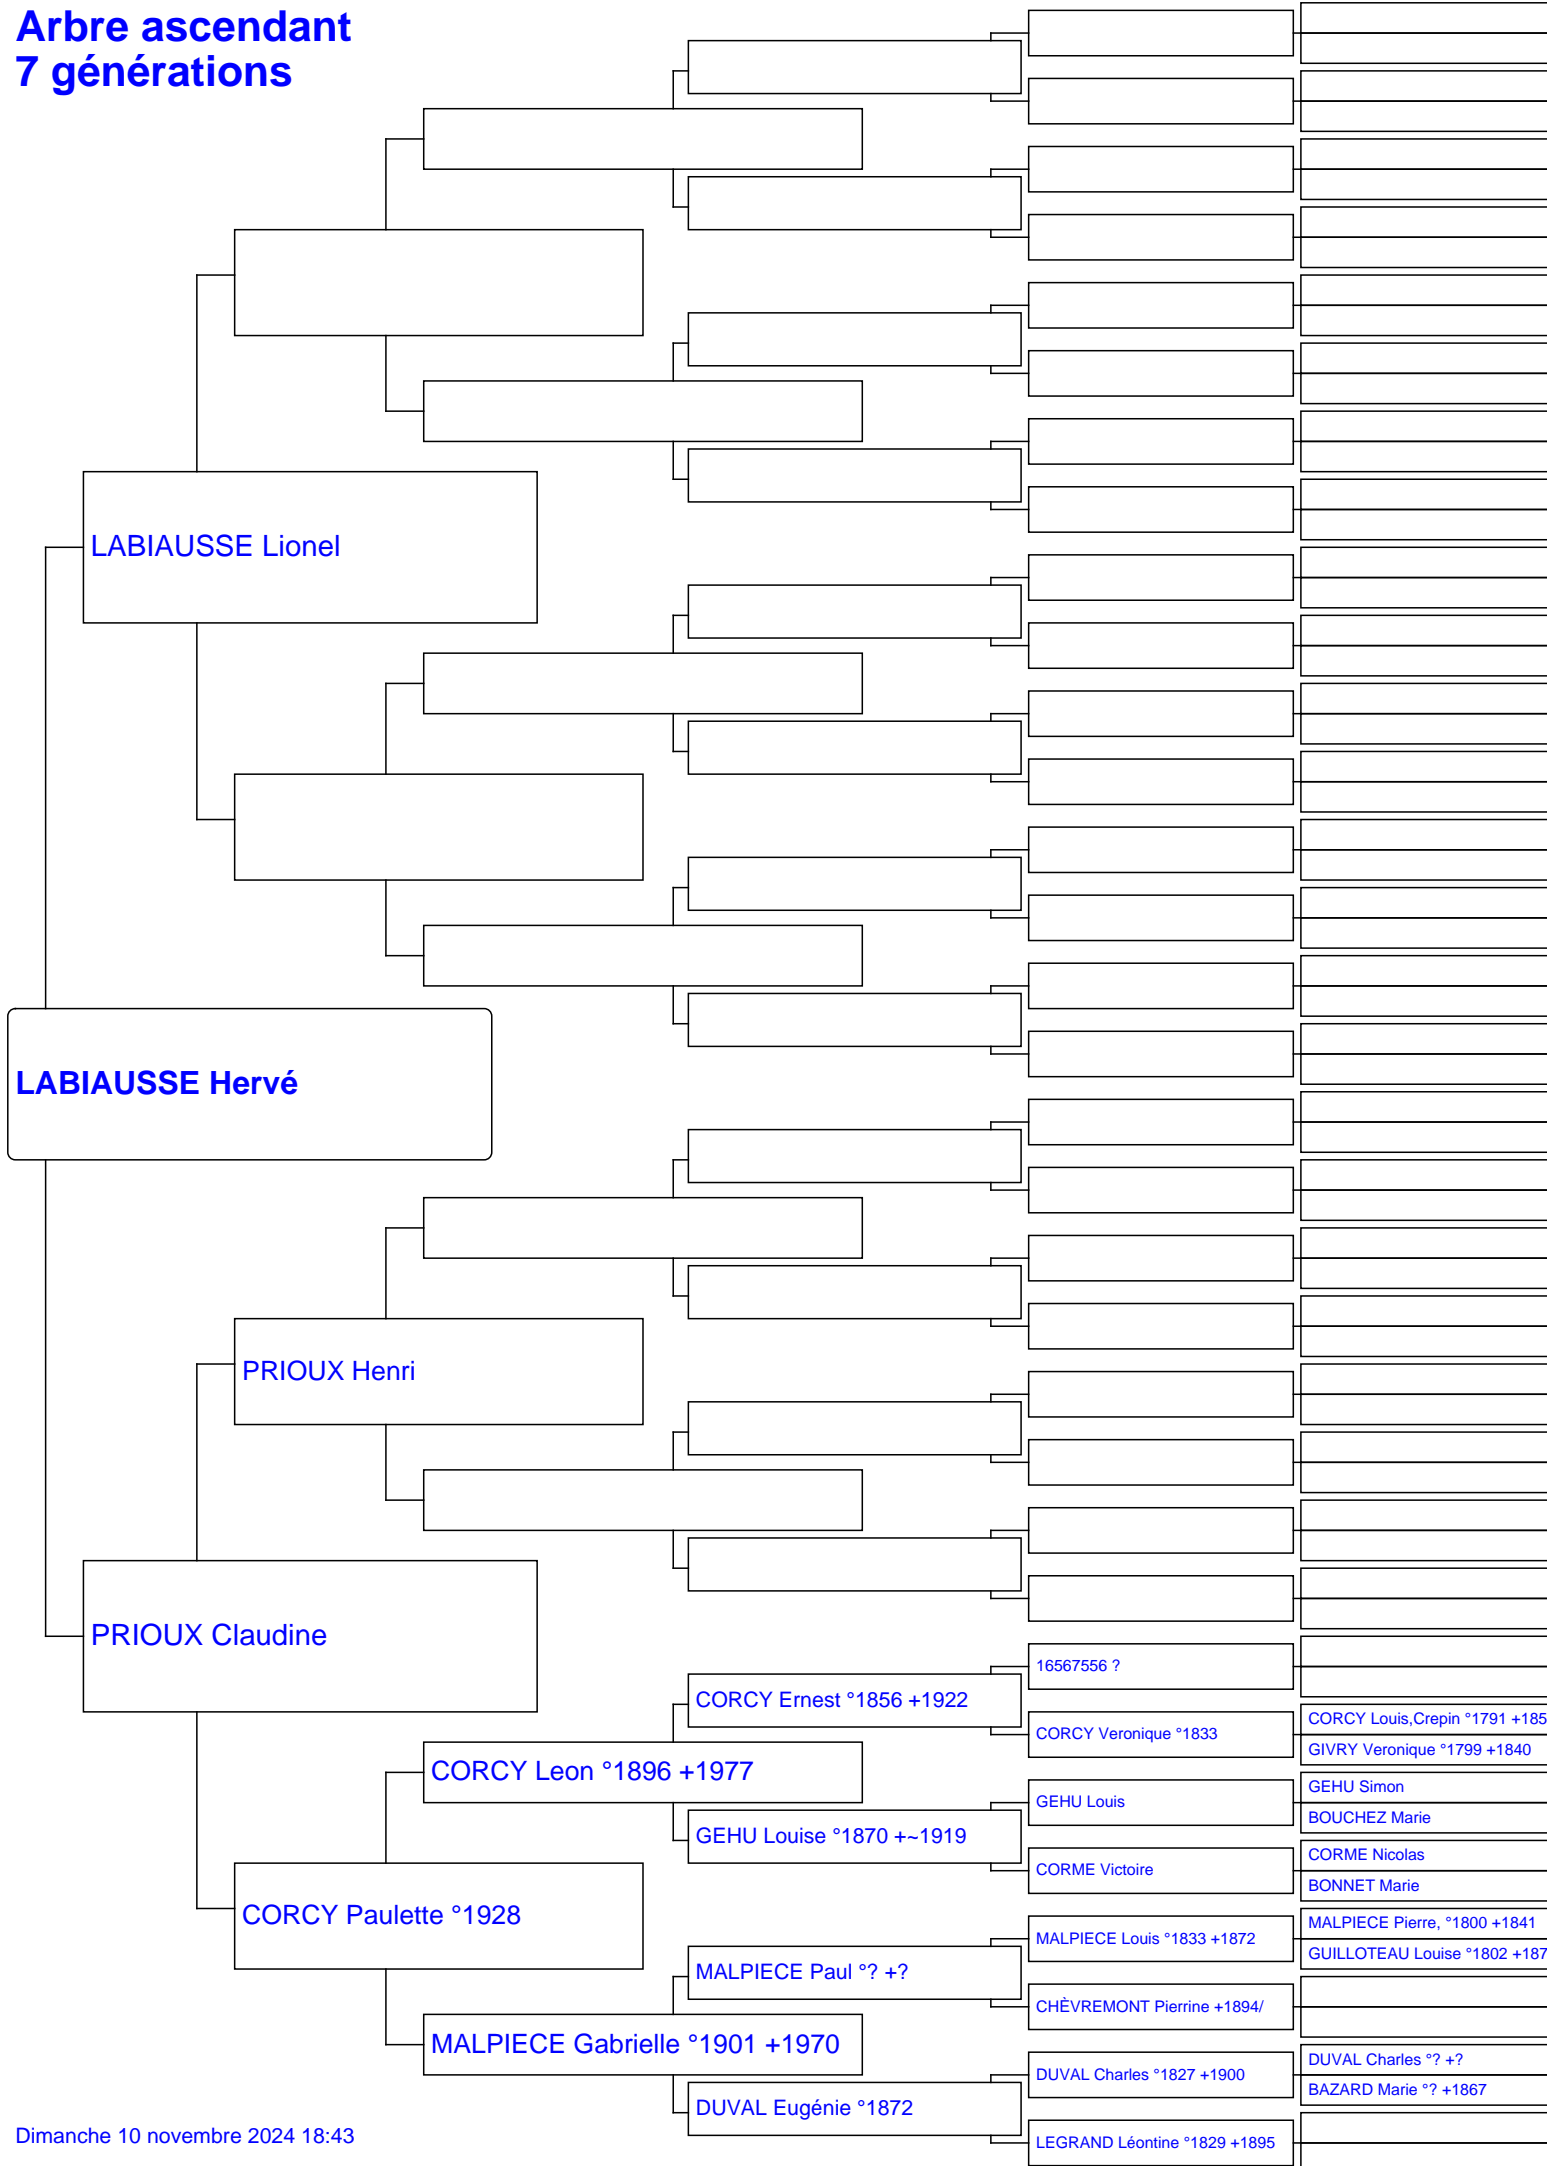 Arbre ascendant
7 générations
LABIAUSSE Lionel
LABIAUSSE Hervé
PRIOUX Henri
PRIOUX Claudine
16567556 ?
CORCY Ernest °1856 +1922
CORCY Louis,Crepin °1791 +185
CORCY Veronique °1833
GIVRY Veronique °1799 +1840
CORCY Leon °1896 +1977
GEHU Simon
GEHU Louis
BOUCHEZ Marie
GEHU Louise °1870 +~1919
CORME Nicolas
CORME Victoire
BONNET Marie
CORCY Paulette °1928
MALPIECE Pierre, °1800 +1841
MALPIECE Louis °1833 +1872
GUILLOTEAU Louise °1802 +187
MALPIECE Paul °? +?
CHÈVREMONT Pierrine +1894/
MALPIECE Gabrielle °1901 +1970
DUVAL Charles °? +?
DUVAL Charles °1827 +1900
BAZARD Marie °? +1867
DUVAL Eugénie °1872
LEGRAND Léontine °1829 +1895
Dimanche 10 novembre 2024 18:43